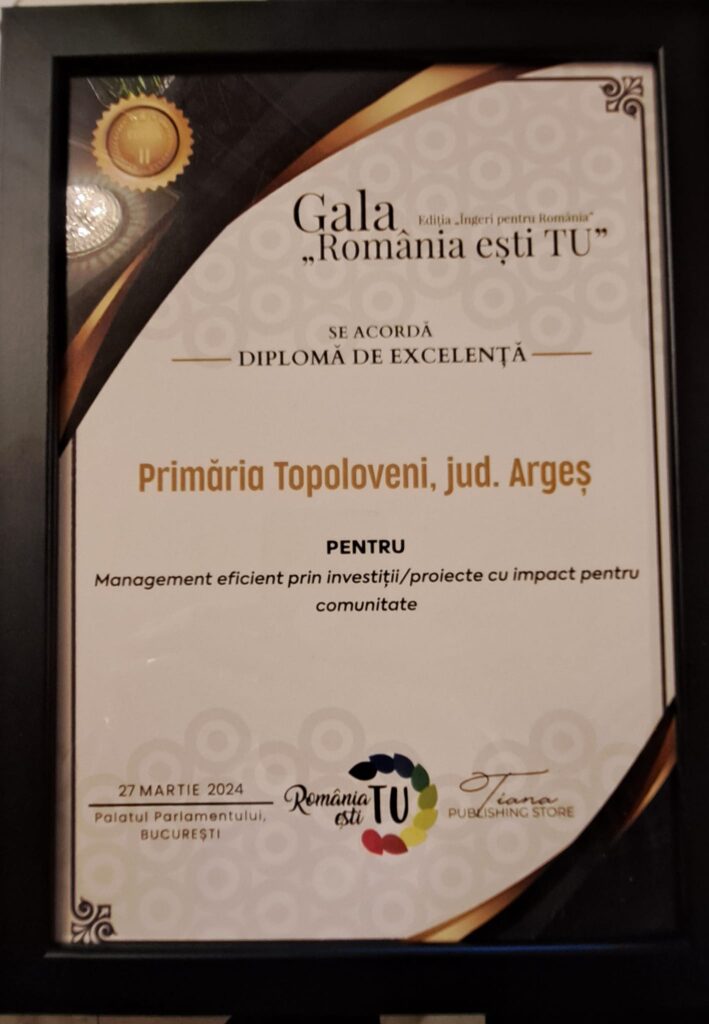 Gala Ediția „Îngeri pentru România”
„România ești TU”
SE ACORDĂ
DIPLOMĂ DE EXCELENȚĂ
Primăria Topoloveni, jud. Argeș
PENTRU
Management eficient prin investiții/proiecte cu impact pentru
comunitate
27 MARTIE 2024
Palatul Parlamentului,
BUCUREȘTI
România
ești
TU
Tiana
PUBLISHING STORE